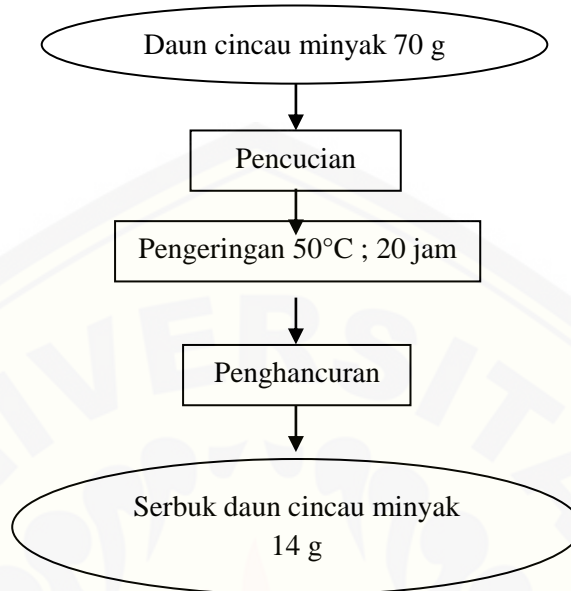 Daun cincau minyak 70 g
Pencucian
Pengeringan 50°C ; 20 jam
Penghancuran
Serbuk daun cincau minyak
14 g